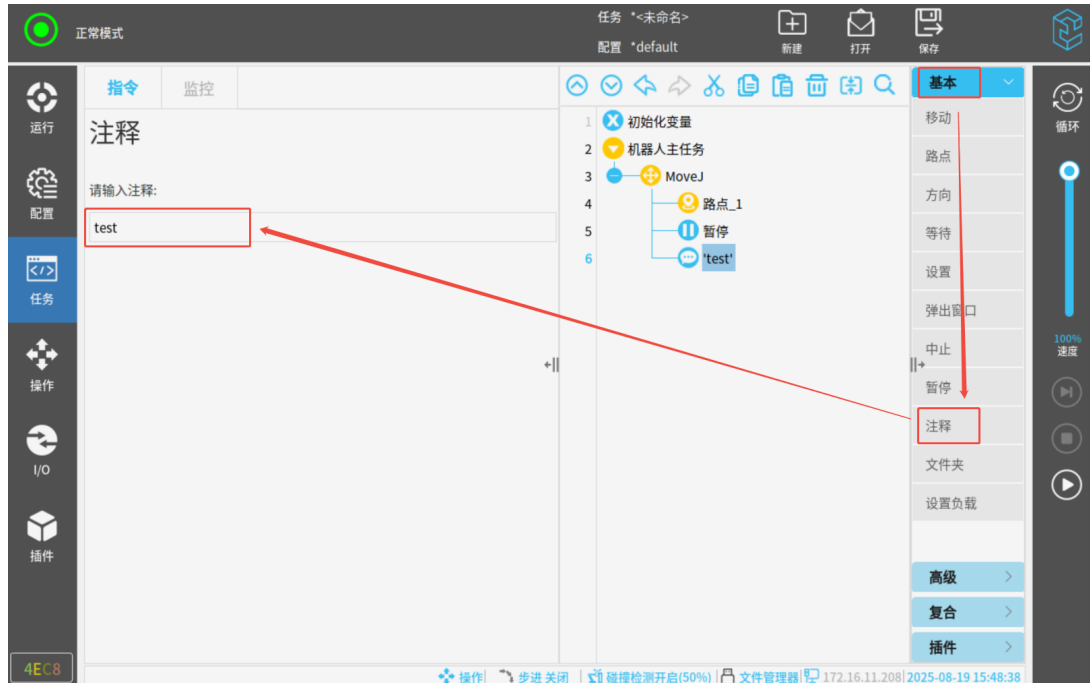 正常模式
任务 *<未命名>
配置 *default
新建
打开
保存
运行
配置
任务
操作
I/O
插件
4EC8
指令
监控
注释
请输入注释:
test
1 初始化变量
2 机器人主任务
3 MoveJ
4 路点_1
5 暂停
6 'test'
基本
移动
路点
方向
等待
设置
弹出窗口
中止
暂停
注释
文件夹
设置负载
高级
复合
插件
循环
100%
速度
操作 步进 关闭 碰撞检测开启(50%) 文件管理器 172.16.11.208 2025-08-19 15:48:38